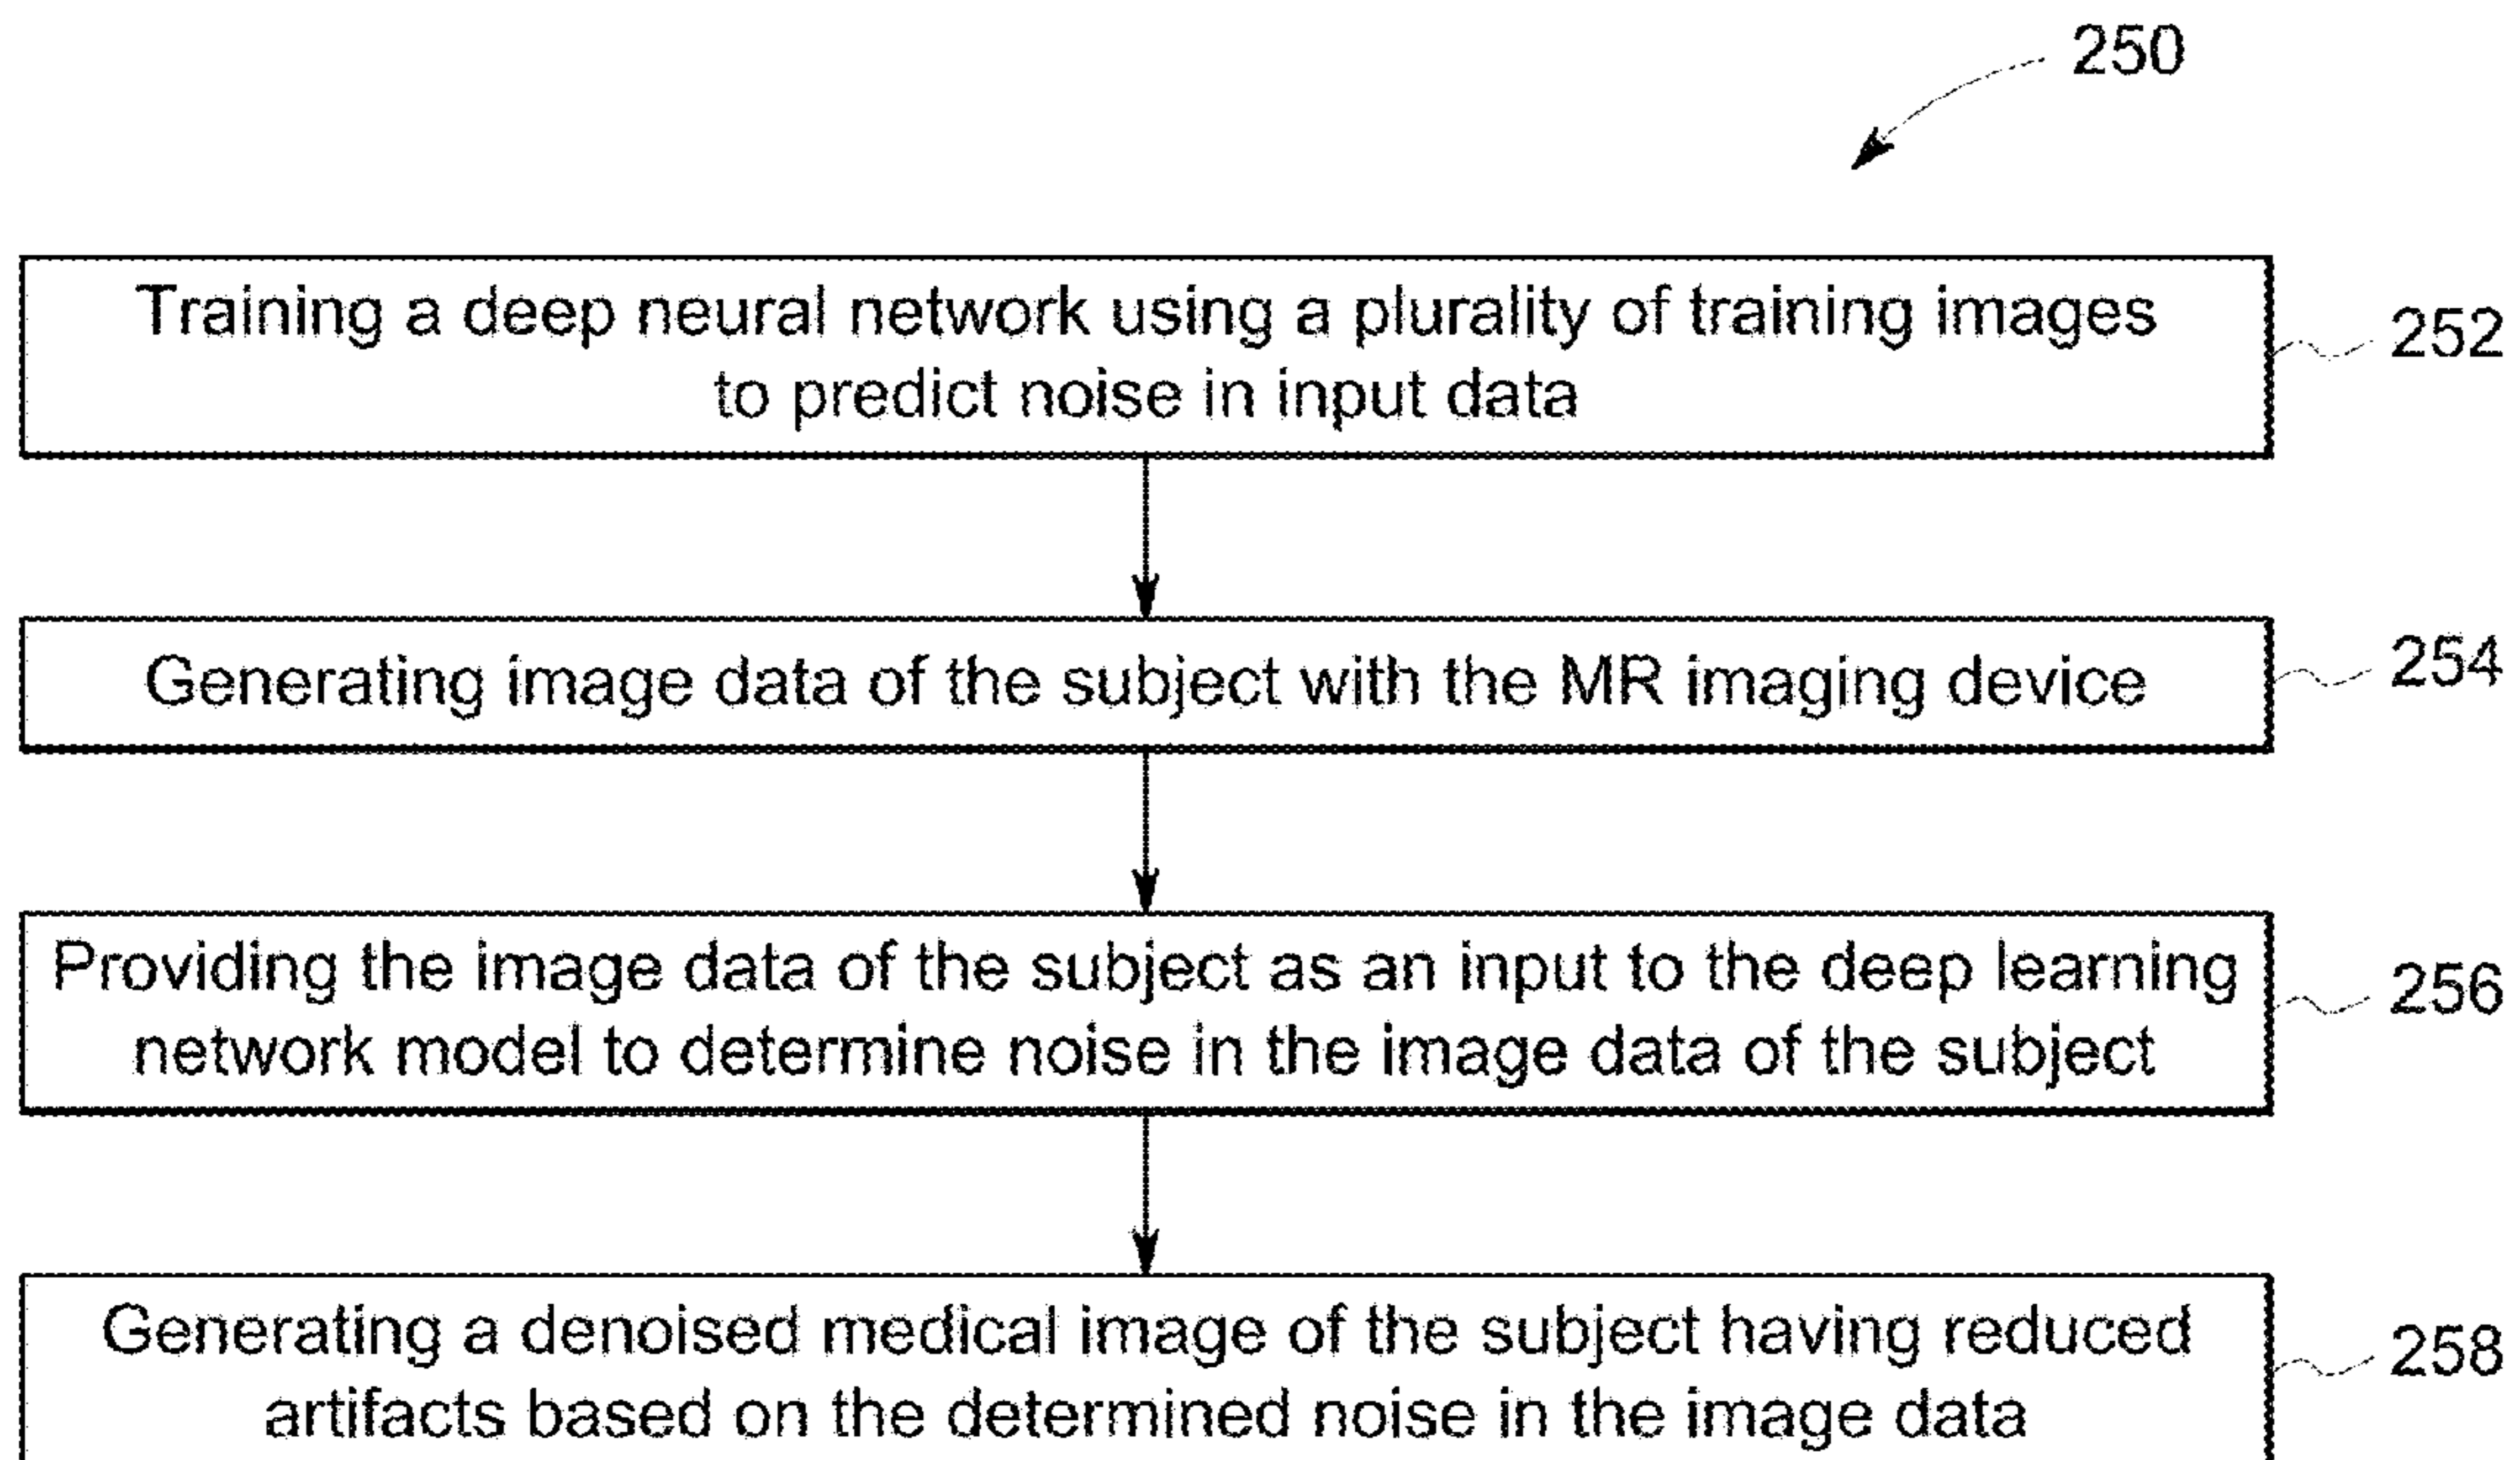 250
Training a deep neural network using a plurality of training images
to predict noise in input data
252
Generating image data of the subject with the MR imaging device
254
Providing the image data of the subject as an input to the deep learning
network model to determine noise in the image data of the subject
256
Generating a denoised medical image of the subject having reduced
artifacts based on the determined noise in the image data
258